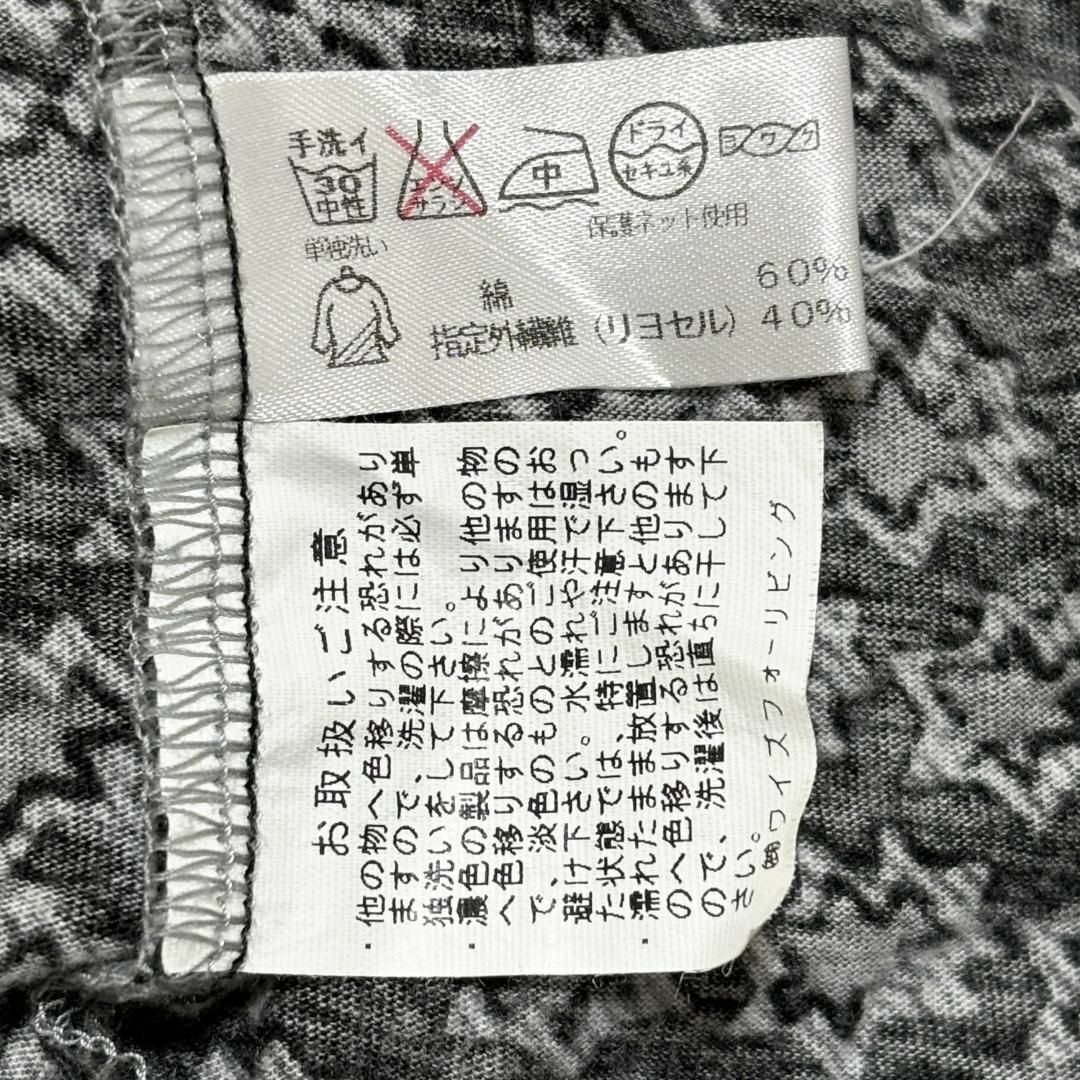 手洗イ
30
中性
エンソ
サラシ
中
ドライ
セキユ系
ヨワク
単独洗い
保護ネット使用
綿 60%
指定外繊維(リヨセル) 40%
お取扱いご注意
・他の物へ色移りする恐れがあり
ますので、洗濯の際には必ず単
独洗いをして下さい。
・濃色の製品は摩擦により他の物
へ色移りする恐れがありますの
で、淡色のものとのご使用はお
避け下さい。水濡れや汗で湿っ
た状態では、特にご注意下さい。
・濡れたまま放置しますと他のも
のへ色移りする恐れがあります
ので、洗濯後は直ちに干して下
さい。
㈱ワイズフォーリビング